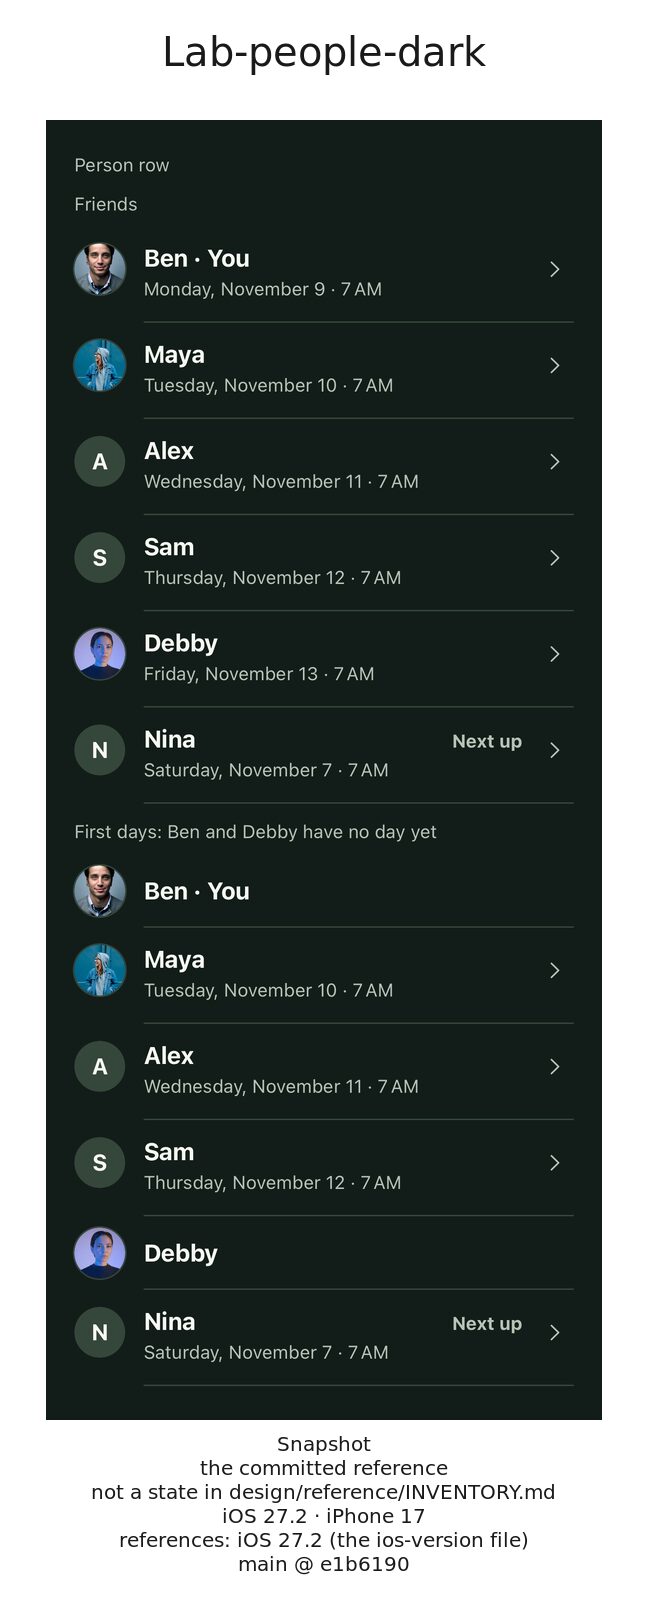 Lab-people-dark
Person row
Friends
Ben · You
Monday, November 9 · 7 AM
Maya
Tuesday, November 10 · 7 AM
A
Alex
Wednesday, November 11 · 7 AM
S
Sam
Thursday, November 12 · 7 AM
Debby
Friday, November 13 · 7 AM
N
Nina
Next up
Saturday, November 7 · 7 AM
First days: Ben and Debby have no day yet
Ben · You
Maya
Tuesday, November 10 · 7 AM
A
Alex
Wednesday, November 11 · 7 AM
S
Sam
Thursday, November 12 · 7 AM
Debby
N
Nina
Next up
Saturday, November 7 · 7 AM
Snapshot
the committed reference
not a state in design/reference/INVENTORY.md
iOS 27.2 · iPhone 17
references: iOS 27.2 (the ios-version file)
main @ e1b6190